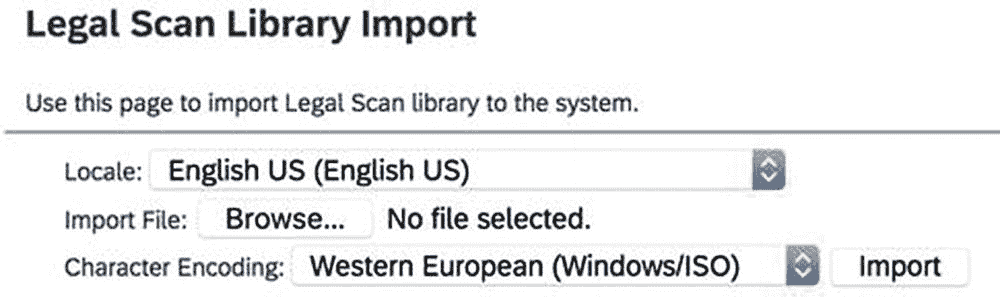 Legal Scan Library Import
Use this page to import Legal Scan library to the system.
Locale: English US (English US)
Import File: Browse... No file selected.
Character Encoding: Western European (Windows/ISO) Import